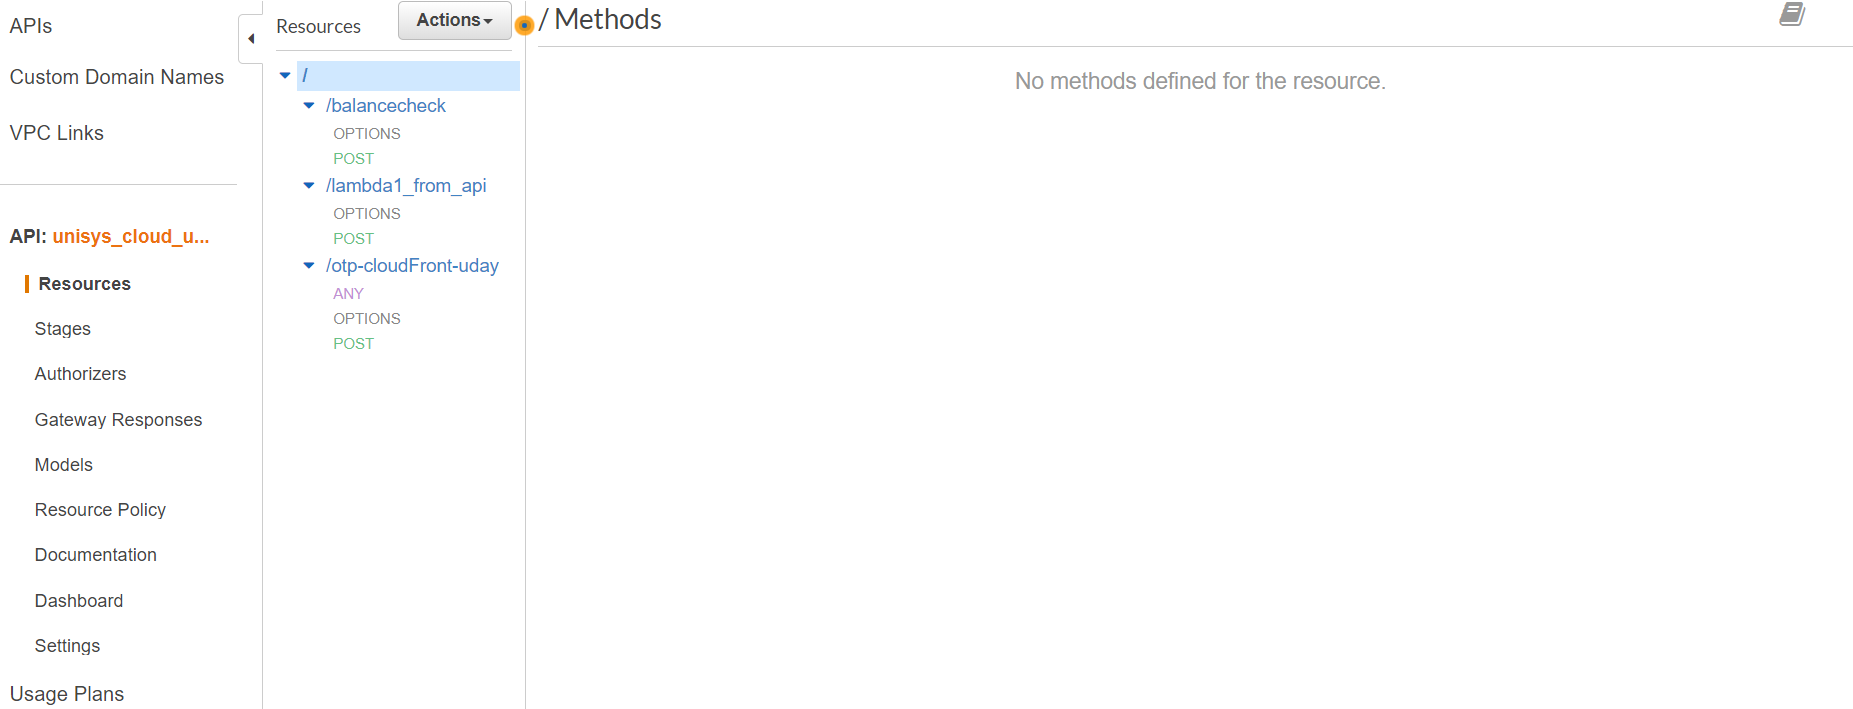 APIs
Custom Domain Names
VPC Links
API: unisys_cloud_u...
Resources
Stages
Authorizers
Gateway Responses
Models
Resource Policy
Documentation
Dashboard
Settings
Usage Plans
Resources
Actions
/
/balancecheck
OPTIONS
POST
/lambda1_from_api
OPTIONS
POST
/otp-cloudFront-uday
ANY
OPTIONS
POST
/ Methods
No methods defined for the resource.